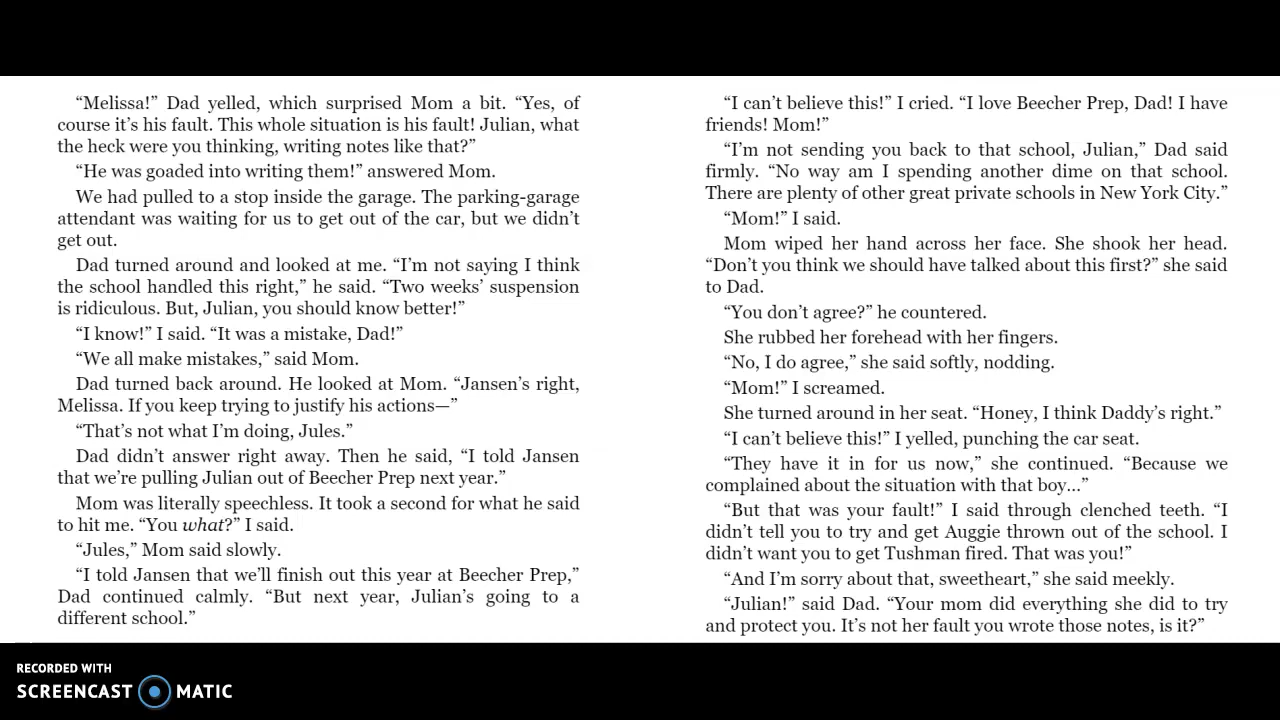 “Melissa!” Dad yelled, which surprised Mom a bit. “Yes, of
course it’s his fault. This whole situation is his fault! Julian, what
the heck were you thinking, writing notes like that?”
“He was goaded into writing them!” answered Mom.
We had pulled to a stop inside the garage. The parking-garage
attendant was waiting for us to get out of the car, but we didn’t
get out.
Dad turned around and looked at me. “I’m not saying I think
the school handled this right,” he said. “Two weeks’ suspension
is ridiculous. But, Julian, you should know better!”
“I know!” I said. “It was a mistake, Dad!”
“We all make mistakes,” said Mom.
Dad turned back around. He looked at Mom. “Jansen’s right,
Melissa. If you keep trying to justify his actions—”
“That’s not what I’m doing, Jules.”
Dad didn’t answer right away. Then he said, “I told Jansen
that we’re pulling Julian out of Beecher Prep next year.”
Mom was literally speechless. It took a second for what he said
to hit me. “You what?” I said.
“Jules,” Mom said slowly.
“I told Jansen that we’ll finish out this year at Beecher Prep,”
Dad continued calmly. “But next year, Julian’s going to a
different school.”
“I can’t believe this!” I cried. “I love Beecher Prep, Dad! I have
friends! Mom!”
“I’m not sending you back to that school, Julian,” Dad said
firmly. “No way am I spending another dime on that school.
There are plenty of other great private schools in New York City.”
“Mom!” I said.
Mom wiped her hand across her face. She shook her head.
“Don’t you think we should have talked about this first?” she said
to Dad.
“You don’t agree?” he countered.
She rubbed her forehead with her fingers.
“No, I do agree,” she said softly, nodding.
“Mom!” I screamed.
She turned around in her seat. “Honey, I think Daddy’s right.”
“I can’t believe this!” I yelled, punching the car seat.
“They have it in for us now,” she continued. “Because we
complained about the situation with that boy…”
“But that was your fault!” I said through clenched teeth. “I
didn’t tell you to try and get Auggie thrown out of the school. I
didn’t want you to get Tushman fired. That was you!”
“And I’m sorry about that, sweetheart,” she said meekly.
“Julian!” said Dad. “Your mom did everything she did to try
and protect you. It’s not her fault you wrote those notes, is it?”
RECORDED WITH
SCREENCAST MATIC